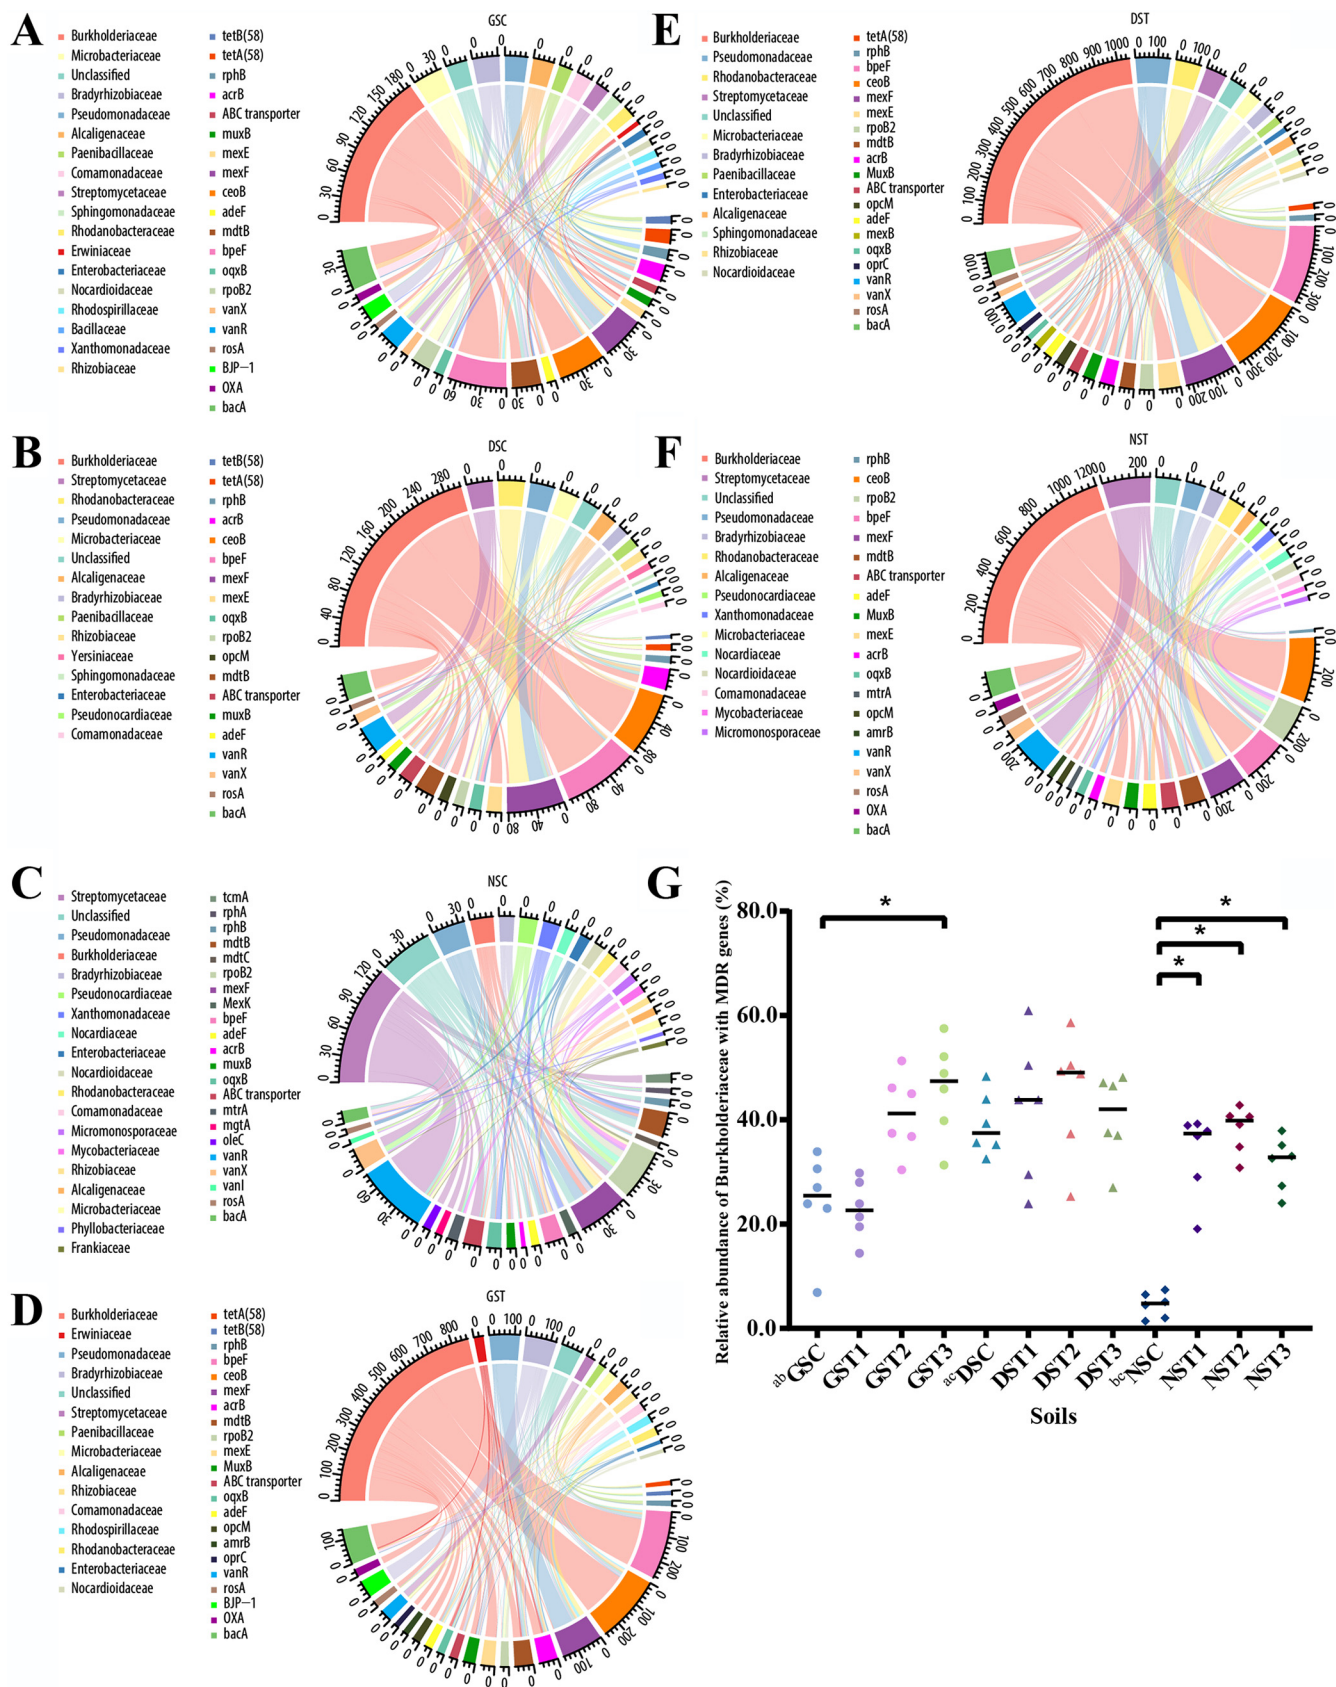 A
GSC
Burkholderiaceae
Microbacteriaceae
Unclassified
Bradyrhizobiaceae
Pseudomonadaceae
Alcaligenaceae
Paenibacillaceae
Comamonadaceae
Streptomycetaceae
Sphingomonadaceae
Rhodanobacteraceae
Erwiniaceae
Enterobacteriaceae
Nocardioidaceae
Rhodospirillaceae
Bacillaceae
Xanthomonadaceae
Rhizobiaceae
tetB(58)
tetA(58)
rphB
acrB
ABC transporter
muxB
mexE
mexF
ceoB
adeF
mdtB
bpeF
oqxB
rpoB2
vanX
vanR
rosA
BJP−1
OXA
bacA
B
DSC
Burkholderiaceae
Streptomycetaceae
Rhodanobacteraceae
Pseudomonadaceae
Microbacteriaceae
Unclassified
Alcaligenaceae
Bradyrhizobiaceae
Paenibacillaceae
Rhizobiaceae
Yersiniaceae
Sphingomonadaceae
Enterobacteriaceae
Pseudonocardiaceae
Comamonadaceae
tetB(58)
tetA(58)
rphB
acrB
ceoB
bpeF
mexF
mexE
oqxB
rpoB2
opcM
mdtB
ABC transporter
muxB
adeF
vanR
vanX
rosA
bacA
C
NSC
Streptomycetaceae
Unclassified
Pseudomonadaceae
Burkholderiaceae
Bradyrhizobiaceae
Pseudonocardiaceae
Xanthomonadaceae
Nocardiaceae
Enterobacteriaceae
Nocardioidaceae
Rhodanobacteraceae
Comamonadaceae
Micromonosporaceae
Mycobacteriaceae
Rhizobiaceae
Alcaligenaceae
Microbacteriaceae
Phyllobacteriaceae
Frankiaceae
tcmA
rphA
rphB
mdtB
mdtC
rpoB2
mexF
MexK
bpeF
adeF
acrB
muxB
oqxB
ABC transporter
mtrA
mgtA
oleC
vanR
vanX
vanI
rosA
bacA
D
GST
Burkholderiaceae
Erwiniaceae
Pseudomonadaceae
Bradyrhizobiaceae
Unclassified
Streptomycetaceae
Paenibacillaceae
Microbacteriaceae
Alcaligenaceae
Rhizobiaceae
Comamonadaceae
Rhodospirillaceae
Rhodanobacteraceae
Enterobacteriaceae
Nocardioidaceae
tetA(58)
tetB(58)
rphB
bpeF
ceoB
mexF
acrB
mdtB
rpoB2
mexE
MuxB
ABC transporter
oqxB
adeF
opcM
amrB
oprC
vanR
rosA
BJP−1
OXA
bacA
E
DST
Burkholderiaceae
Pseudomonadaceae
Rhodanobacteraceae
Streptomycetaceae
Unclassified
Microbacteriaceae
Bradyrhizobiaceae
Paenibacillaceae
Enterobacteriaceae
Alcaligenaceae
Sphingomonadaceae
Rhizobiaceae
Nocardioidaceae
tetA(58)
rphB
bpeF
ceoB
mexF
mexE
rpoB2
mdtB
acrB
MuxB
ABC transporter
opcM
adeF
mexB
oqxB
oprC
vanR
vanX
rosA
bacA
F
NST
Burkholderiaceae
Streptomycetaceae
Unclassified
Pseudomonadaceae
Bradyrhizobiaceae
Rhodanobacteraceae
Alcaligenaceae
Pseudonocardiaceae
Xanthomonadaceae
Microbacteriaceae
Nocardiaceae
Nocardioidaceae
Comamonadaceae
Mycobacteriaceae
Micromonosporaceae
rphB
ceoB
rpoB2
bpeF
mexF
mdtB
ABC transporter
adeF
MuxB
mexE
acrB
oqxB
mtrA
opcM
amrB
vanR
vanX
rosA
OXA
bacA
G
Relative abundance of Burkholderiaceae with MDR genes (%)
80.0
60.0
40.0
20.0
0.0
*
*
*
*
ab GSC
GST1
GST2
GST3
ac DSC
DST1
DST2
DST3
bc NSC
NST1
NST2
NST3
Soils